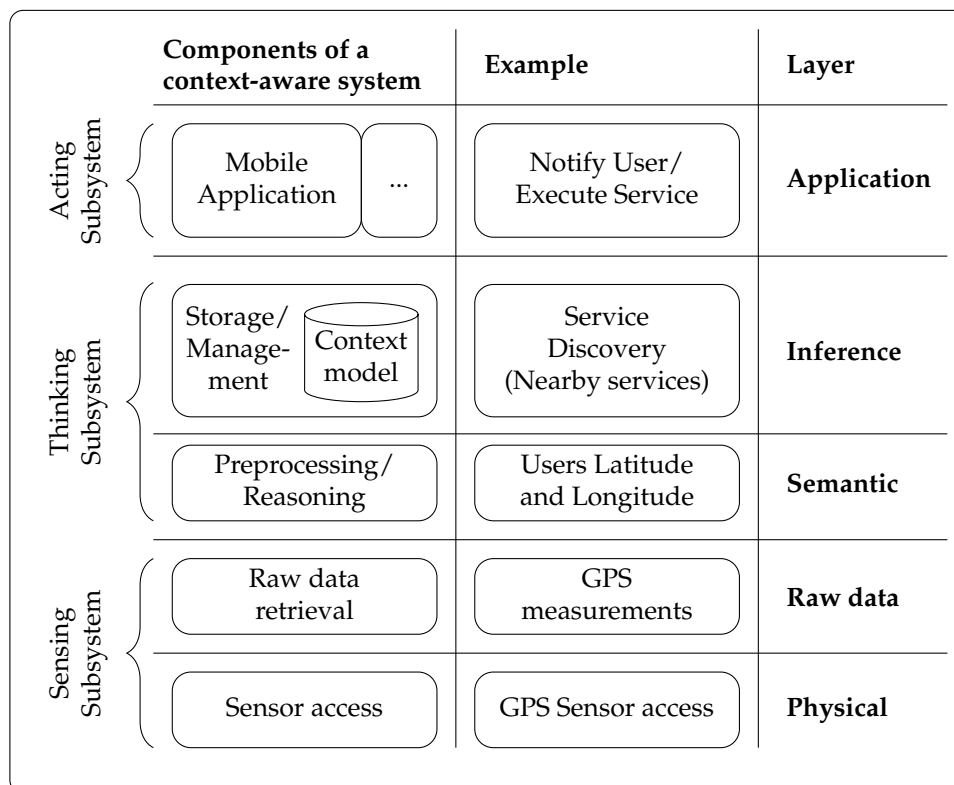 Components of a
context-aware system
Example
Layer
Acting
Subsystem
Mobile
Application
...
Notify User/
Execute Service
Application
Thinking
Subsystem
Storage/
Manage-
ment
Context
model
Service
Discovery
(Nearby services)
Inference
Preprocessing/
Reasoning
Users Latitude
and Longitude
Semantic
Sensing
Subsystem
Raw data
retrieval
GPS
measurements
Raw data
Sensor access
GPS Sensor access
Physical